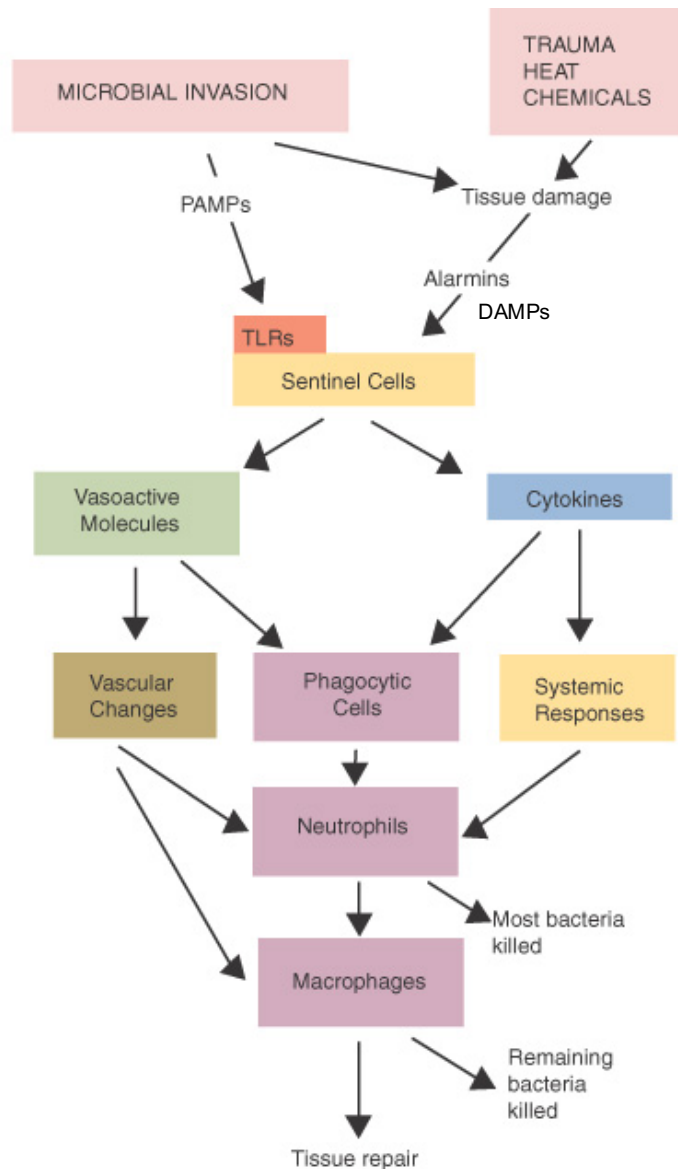 MICROBIAL INVASION
TRAUMA
HEAT
CHEMICALS
PAMPs
Tissue damage
Alarmins
DAMPs
TLRs
Sentinel Cells
Vasoactive
Molecules
Cytokines
Vascular
Changes
Phagocytic
Cells
Systemic
Responses
Neutrophils
Most bacteria
killed
Macrophages
Remaining
bacteria
killed
Tissue repair